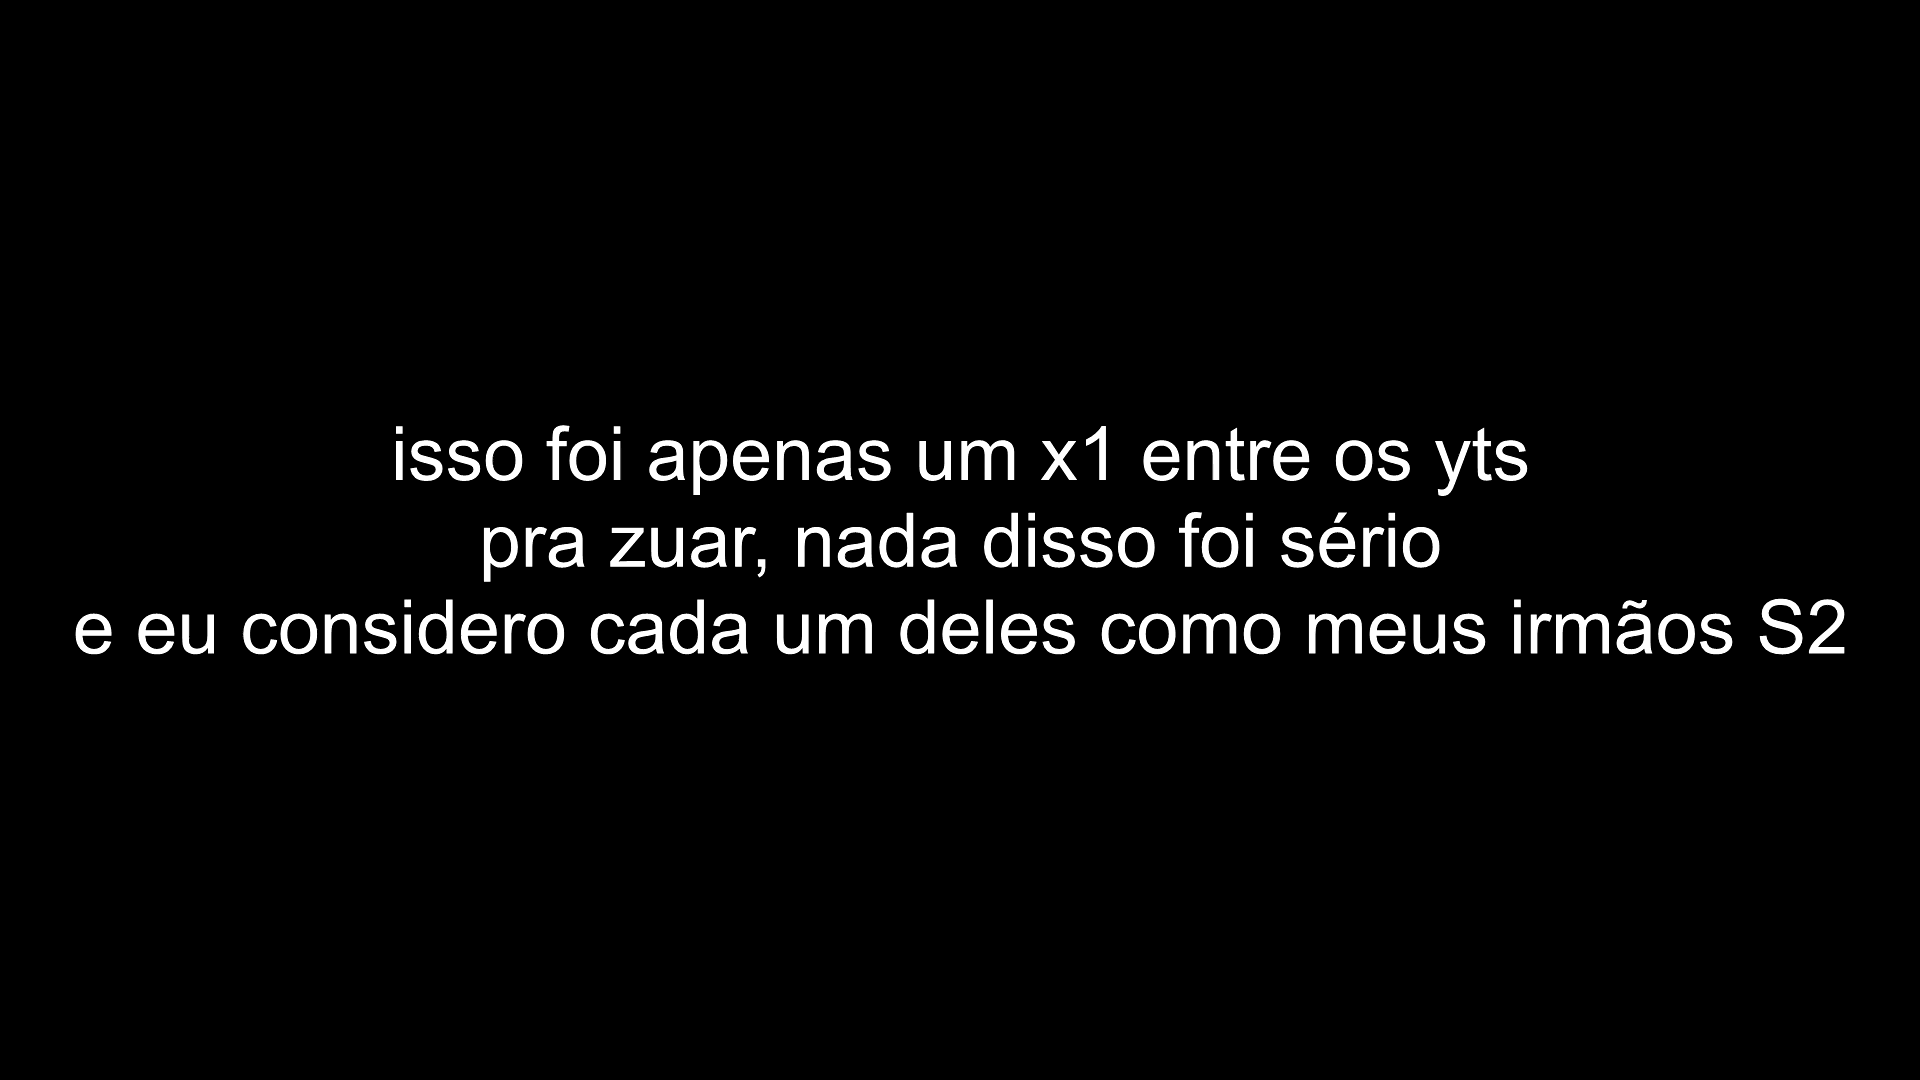 isso foi apenas um x1 entre os yts
pra zuar, nada disso foi sério
e eu considero cada um deles como meus irmãos S2